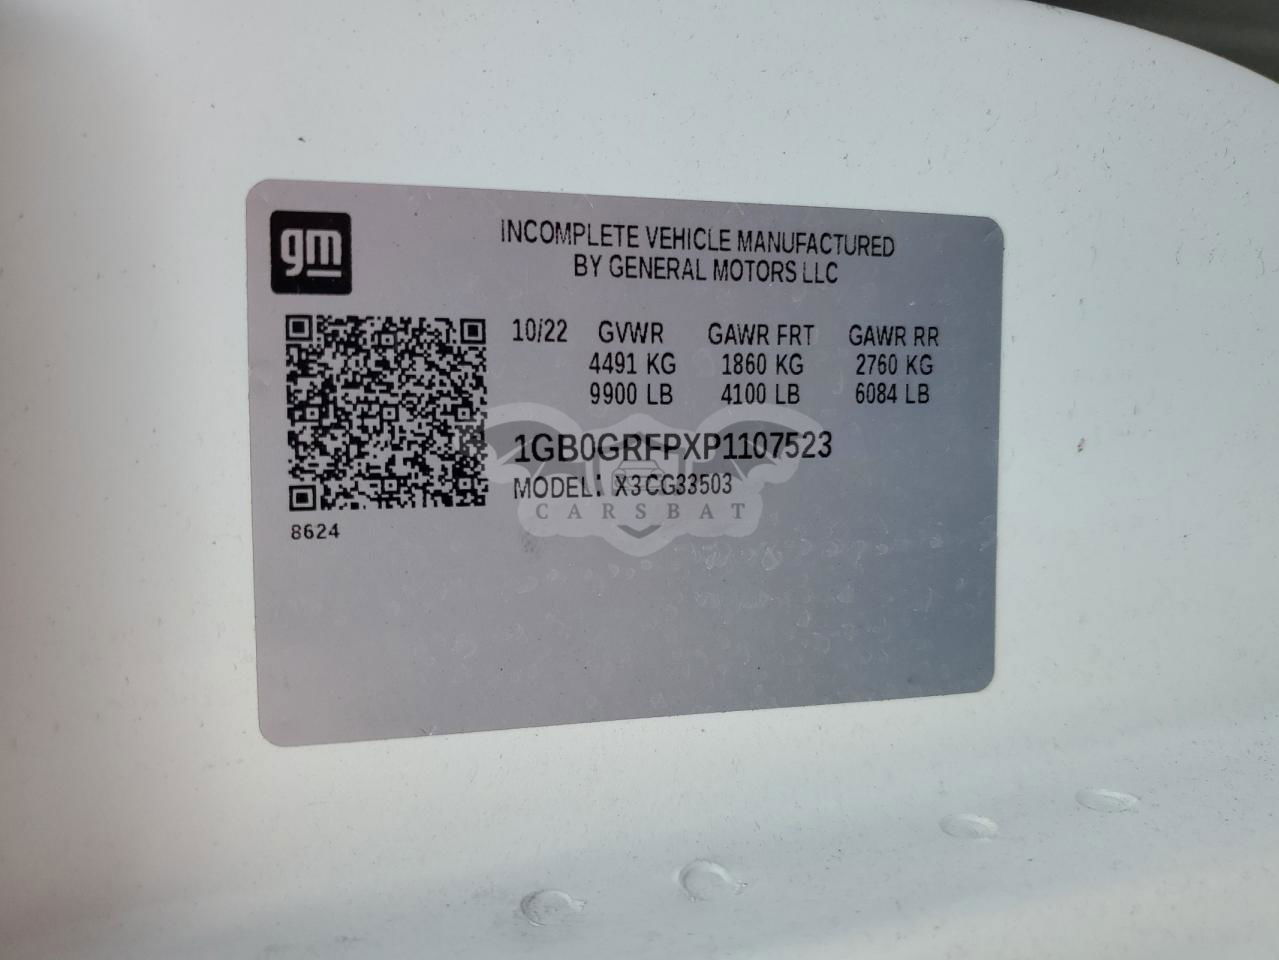 gm
INCOMPLETE VEHICLE MANUFACTURED
BY GENERAL MOTORS LLC
10/22 GVWR GAWR FRT GAWR RR
4491 KG 1860 KG 2760 KG
9900 LB 4100 LB 6084 LB
1GB0GRFPXP1107523
MODEL: X3CG33503
CARSBAT
8624